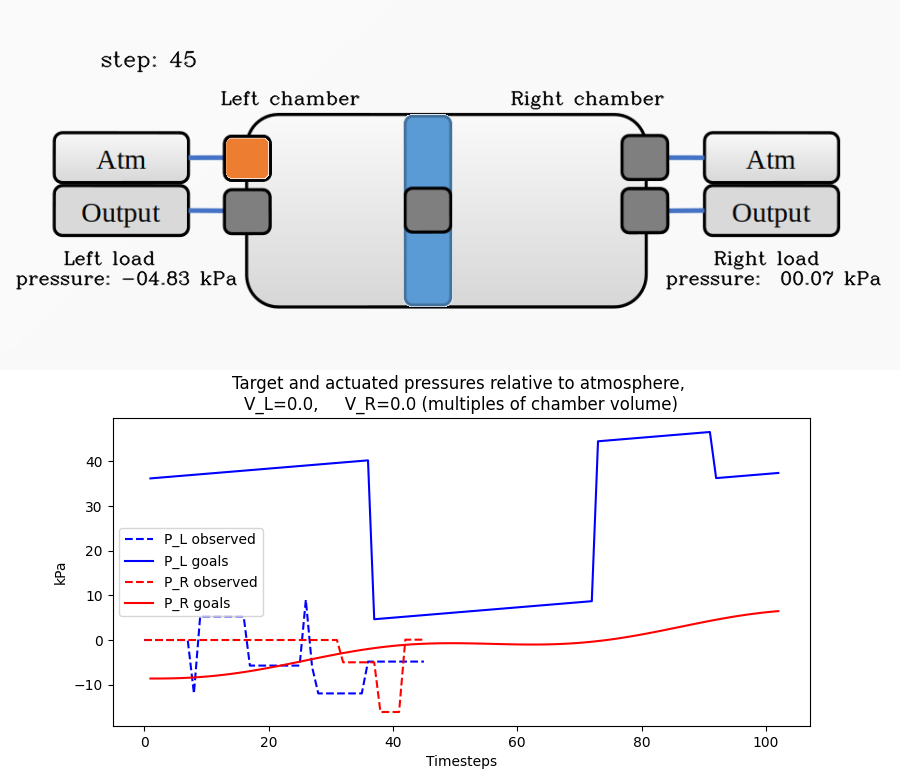 step: 45
Left chamber
Right chamber
Atm
Atm
Output
Output
Left load
pressure: -04.83 kPa
Right load
pressure: 00.07 kPa
Target and actuated pressures relative to atmosphere,
V_L=0.0, V_R=0.0 (multiples of chamber volume)
40
30
20
10
0
−10
kPa
P_L observed
P_L goals
P_R observed
P_R goals
0 20 40 60 80 100
Timesteps